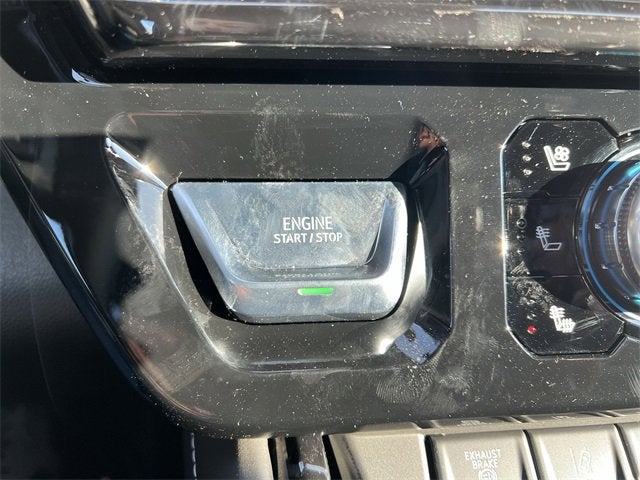 ENGINE
START / STOP
EXHAUST
BRAKE